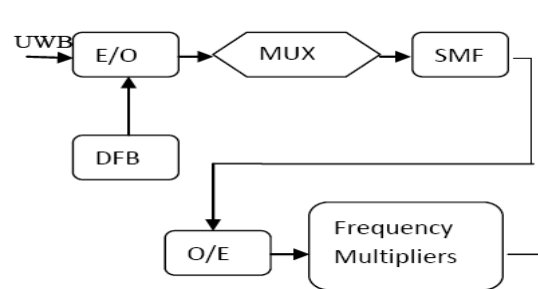 UWB
E/O
MUX
SMF
DFB
O/E
Frequency
Multipliers